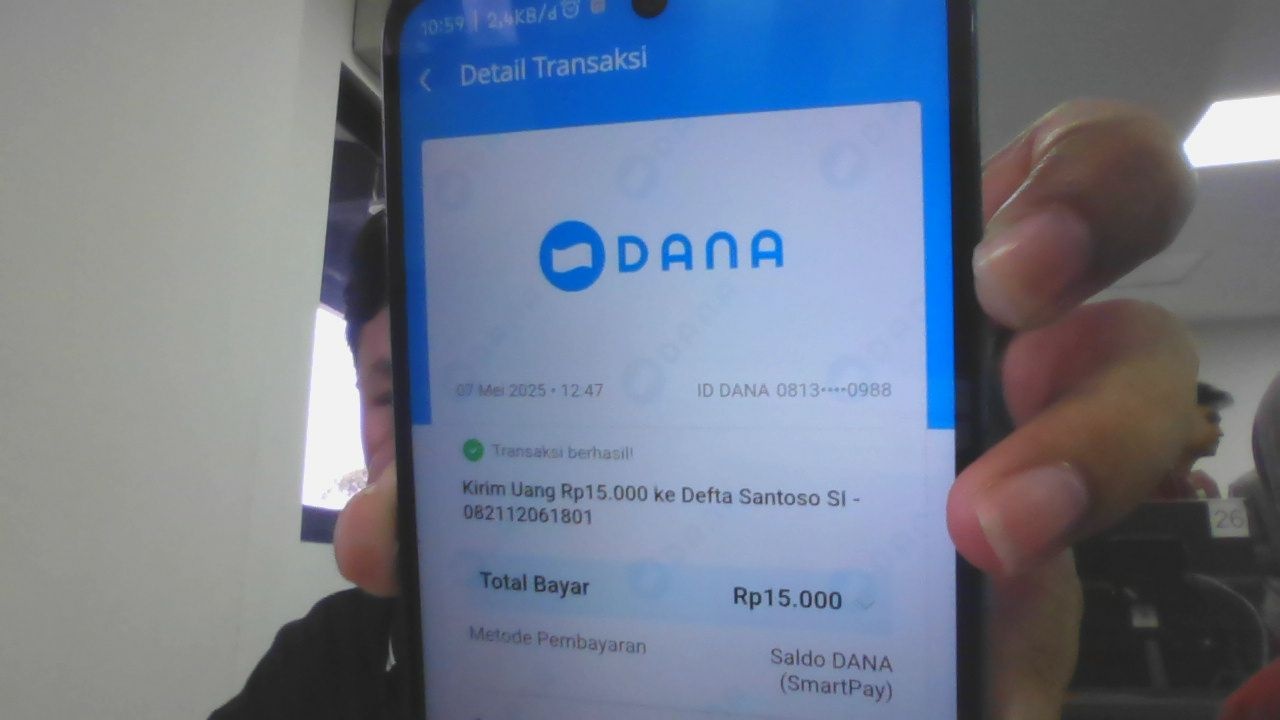 10:59 | 2,4KB/d
Detail Transaksi
DANA
07 Mei 2025 • 12:47
ID DANA 0813••••0988
Transaksi berhasil!
Kirim Uang Rp15.000 ke Defta Santoso SI -
082112061801
Total Bayar
Rp15.000
Metode Pembayaran
Saldo DANA
(SmartPay)
26